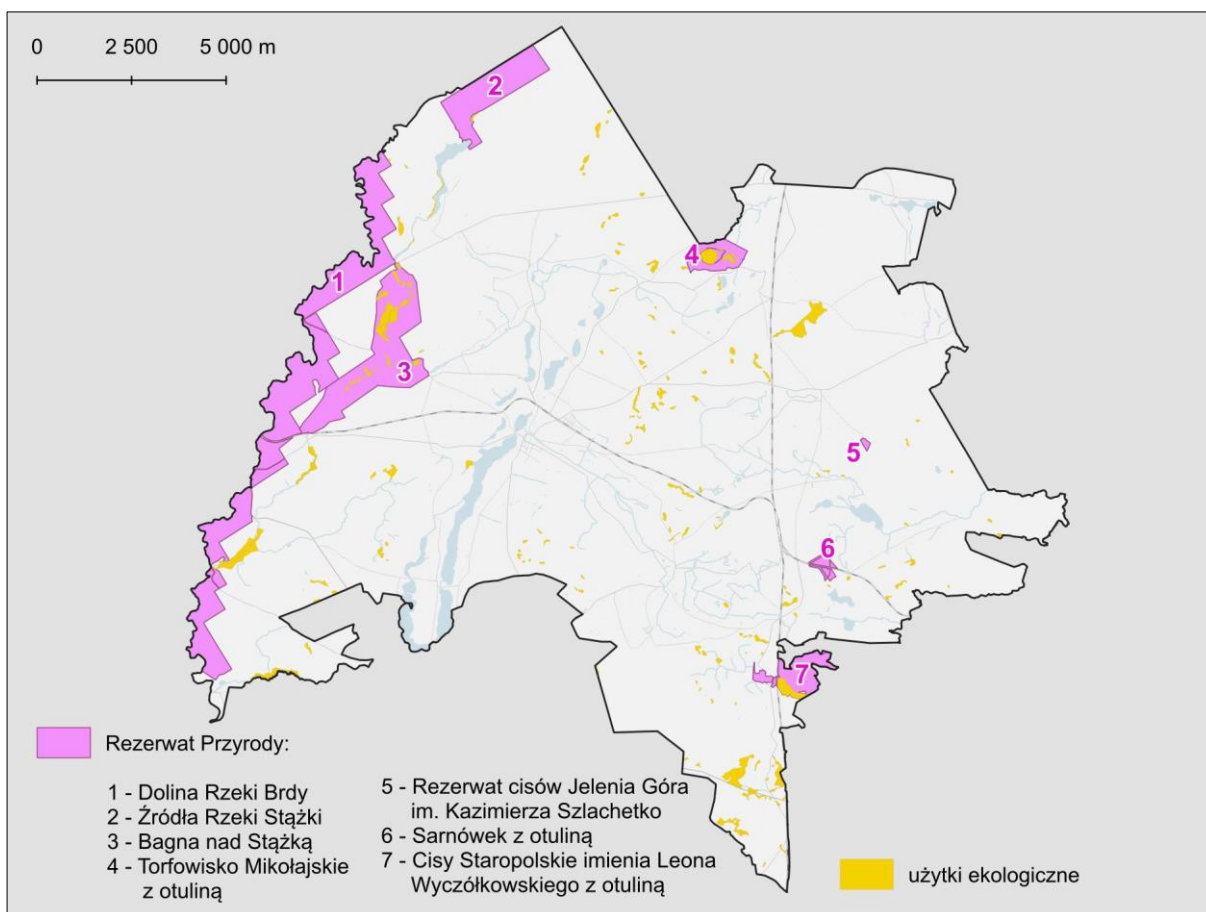 0 2 500 5 000 m
2
1
4
3
5
6
7
Rezerwat Przyrody:
1 - Dolina Rzeki Brdy
2 - Źródła Rzeki Stążki
3 - Bagna nad Stążką
4 - Torfowisko Mikołajskie
z otuliną
5 - Rezerwat cisów Jelenia Góra
im. Kazimierza Szlachetko
6 - Sarnówek z otuliną
7 - Cisy Staropolskie imienia Leona
Wyczółkowskiego z otuliną
użytki ekologiczne